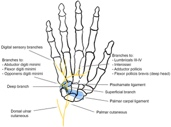 Digital sensory branches
Branches to
- Abductor digiti minimi
- Flexor digiti minimi
- Opponens digiti minimi
Deep branch
Dorsal ulnar
cutaneous
Branches to
- Lumbricals III-IV
- Interossei
- Adductor pollicis
- Flexor pollicis brevis (deep head)
Pisohamate ligament
Superficial branch
Palmar carpal ligament
Palmar cutaneous